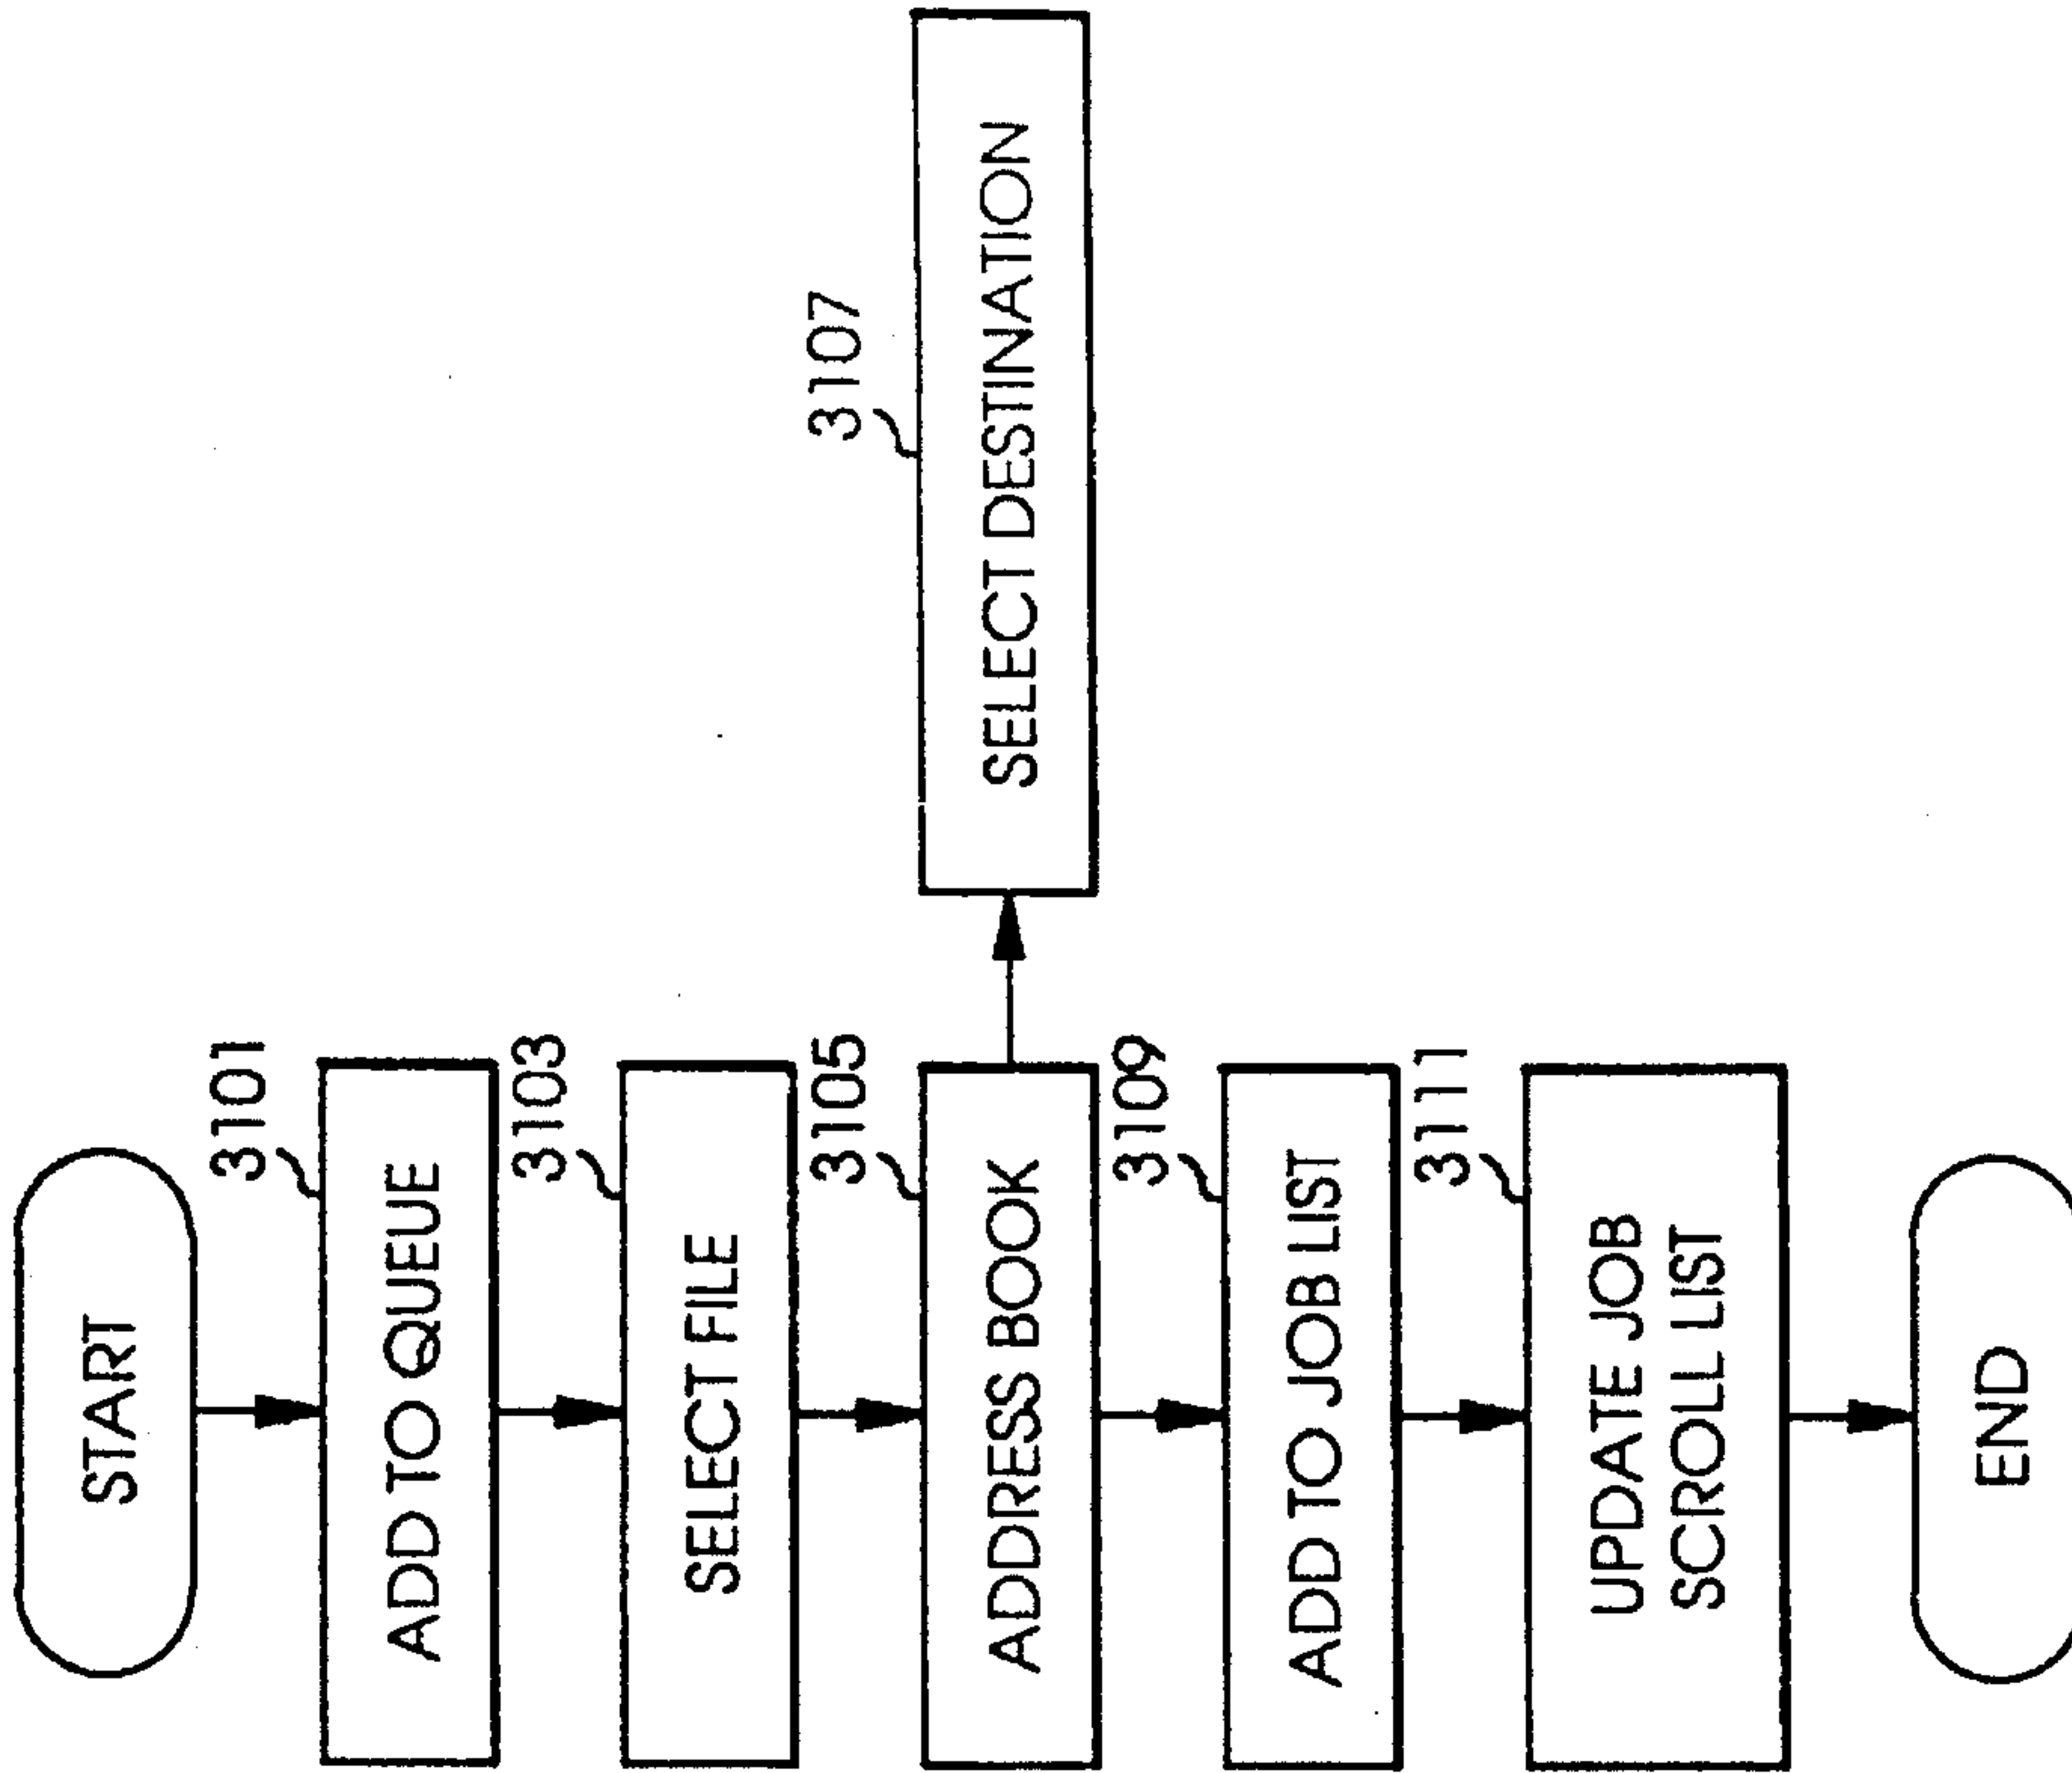 START
3101
ADD TO QUEUE
3103
SELECT FILE
3105
ADDRESS BOOK
3107
SELECT DESTINATION
3109
ADD TO JOB LIST
3111
UPDATE JOB
SCROLL LIST
END